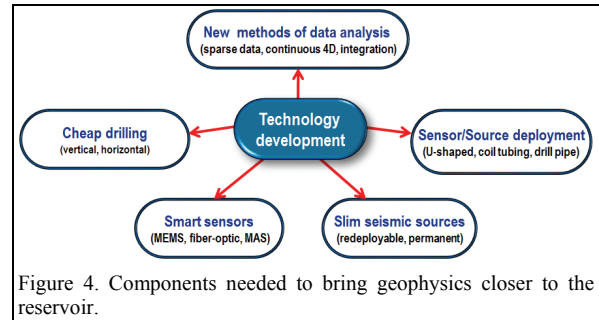 New methods of data analysis
(sparse data, continuous 4D, integration)
Cheap drilling
(vertical, horizontal)
Technology
development
Sensor/Source deployment
(U-shaped, coil tubing, drill pipe)
Smart sensors
(MEMS, fiber-optic, MAS)
Slim seismic sources
(redeployable, permanent)
Figure 4. Components needed to bring geophysics closer to the
reservoir.